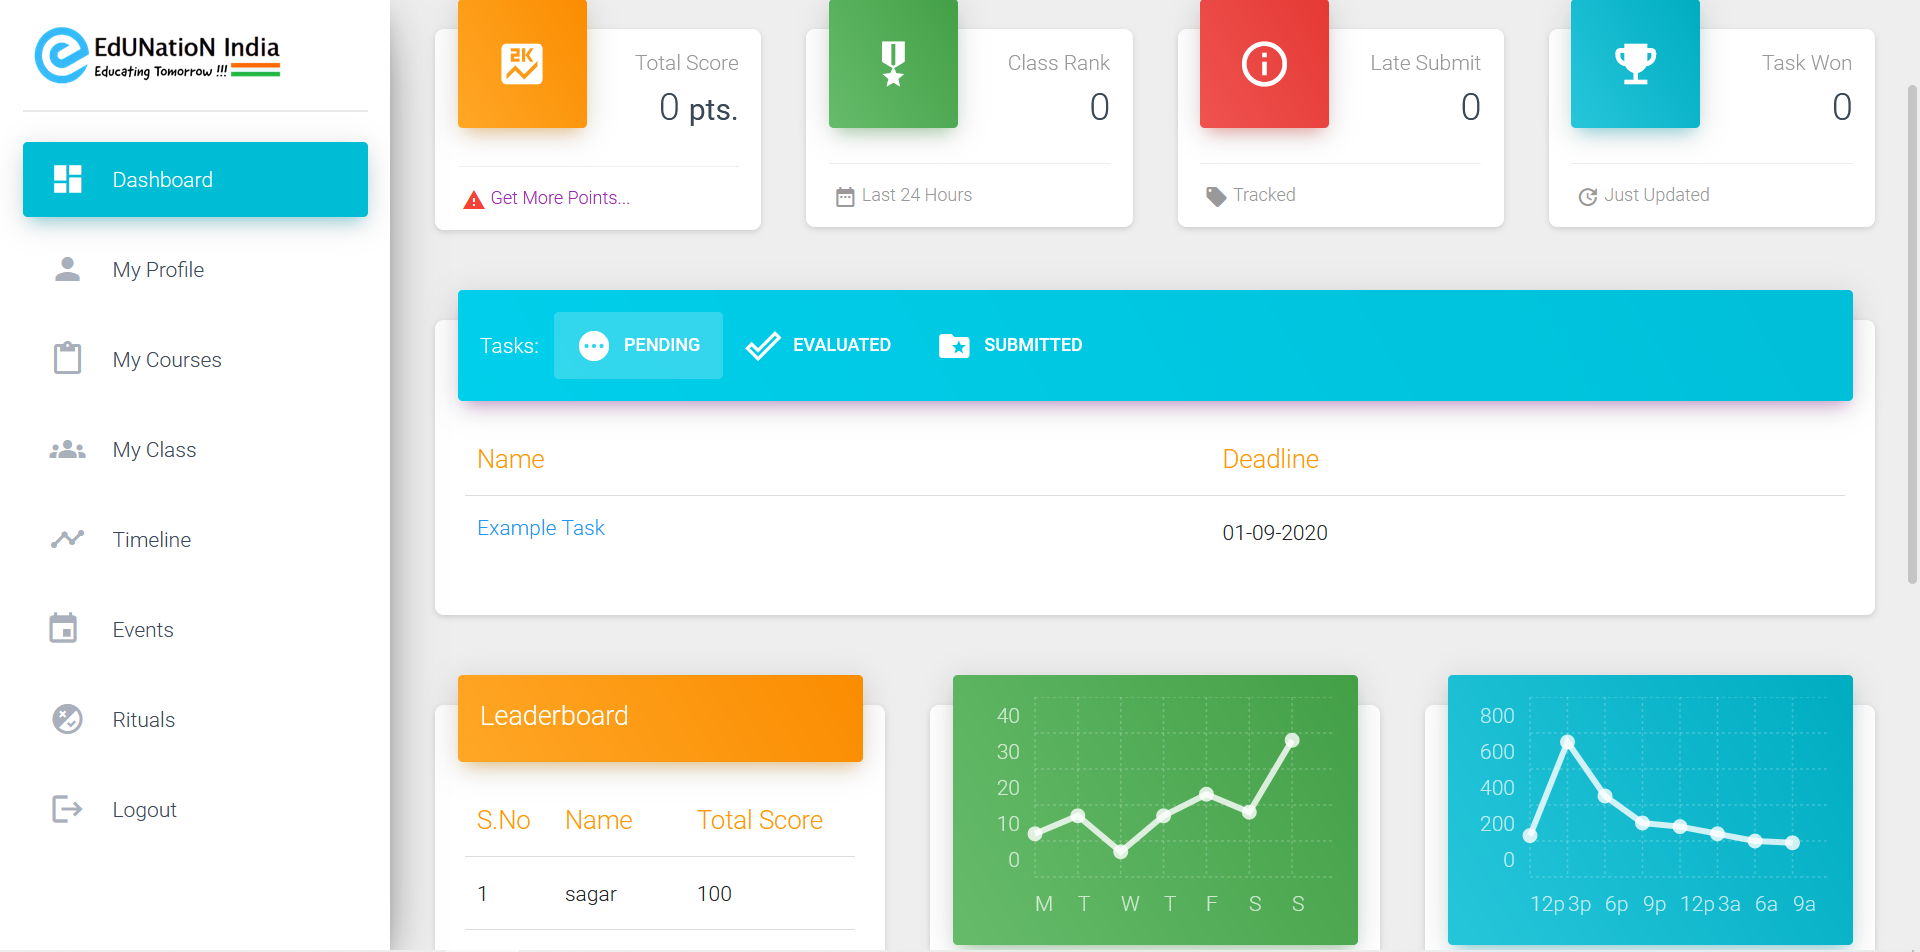 EdUNatioN India
Educating Tomorrow !!!
Dashboard
My Profile
My Courses
My Class
Timeline
Events
Rituals
Logout
2K
Total Score
0 pts.
Get More Points...
Class Rank
0
Last 24 Hours
Late Submit
0
Tracked
Task Won
0
Just Updated
Tasks: PENDING EVALUATED SUBMITTED
Name Deadline
Example Task 01-09-2020
Leaderboard
S.No Name Total Score
1 sagar 100
40
30
20
10
0
M T W T F S S
800
600
400
200
0
12p 3p 6p 9p 12p 3a 6a 9a